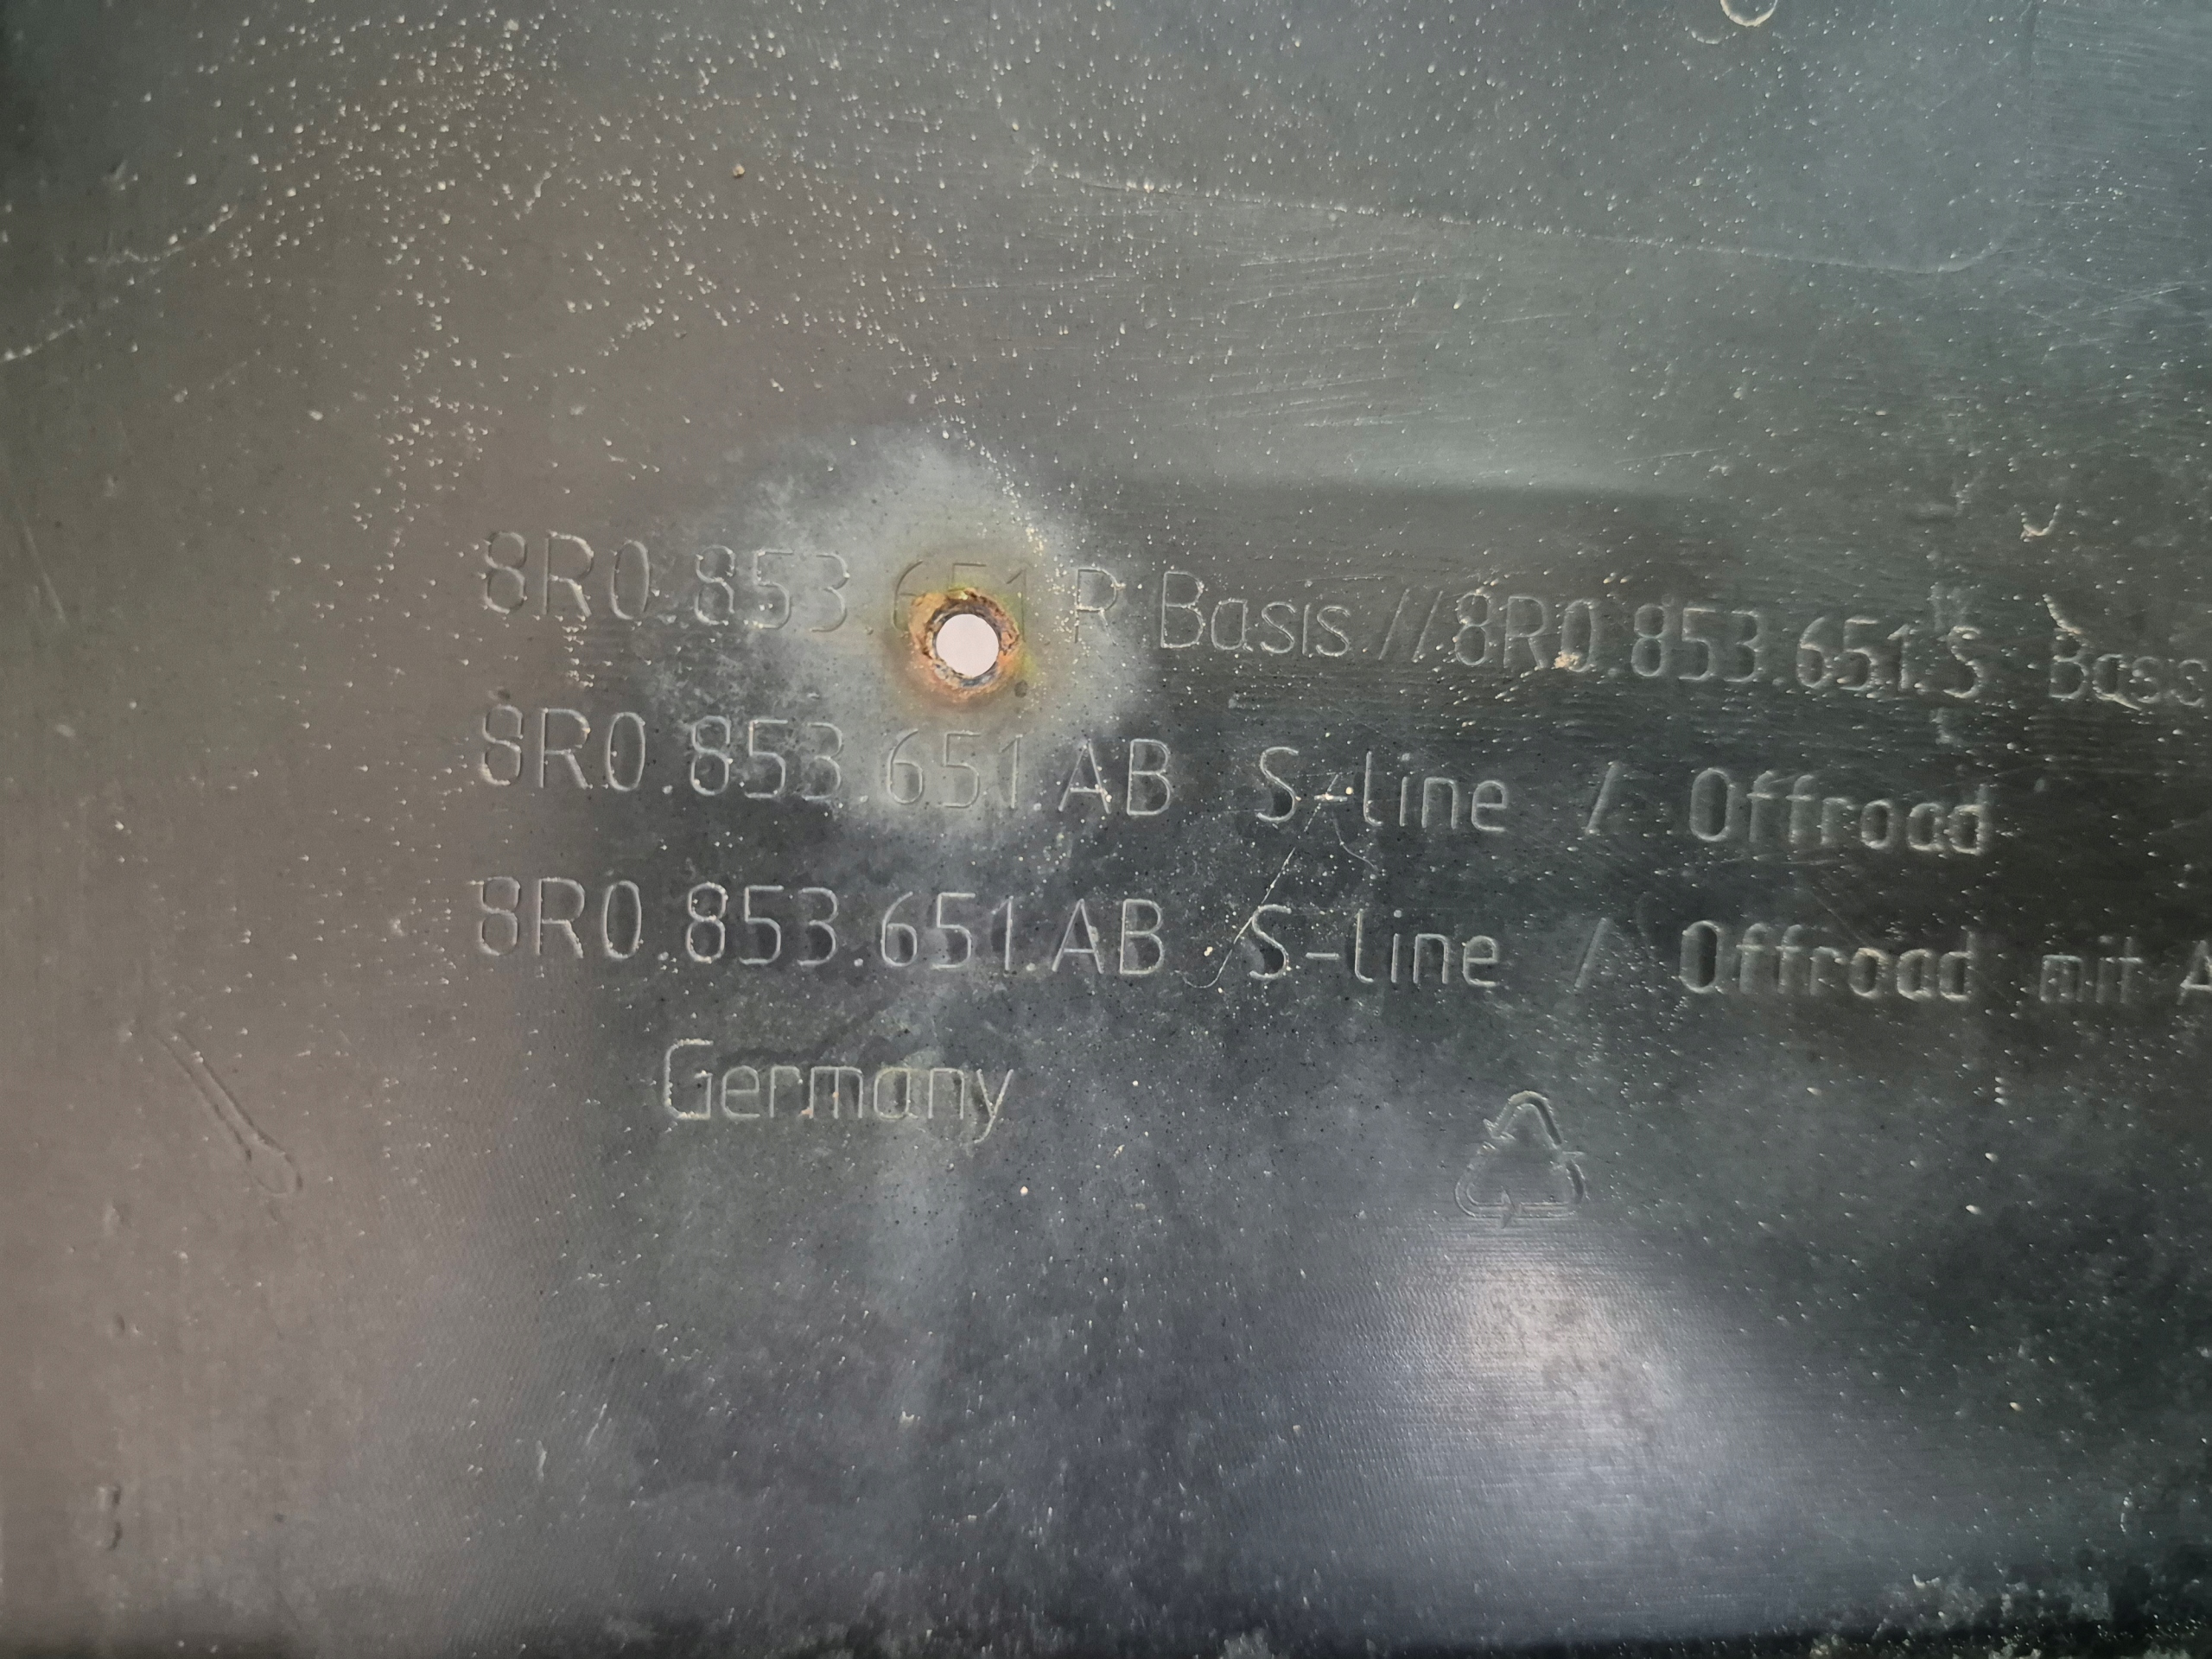 8R0.853.651.R Basis //8R0.853.651.S
8R0.853.651.AB S-line / Offroad
8R0.853.651.AB S-line / Offroad mit
Germany